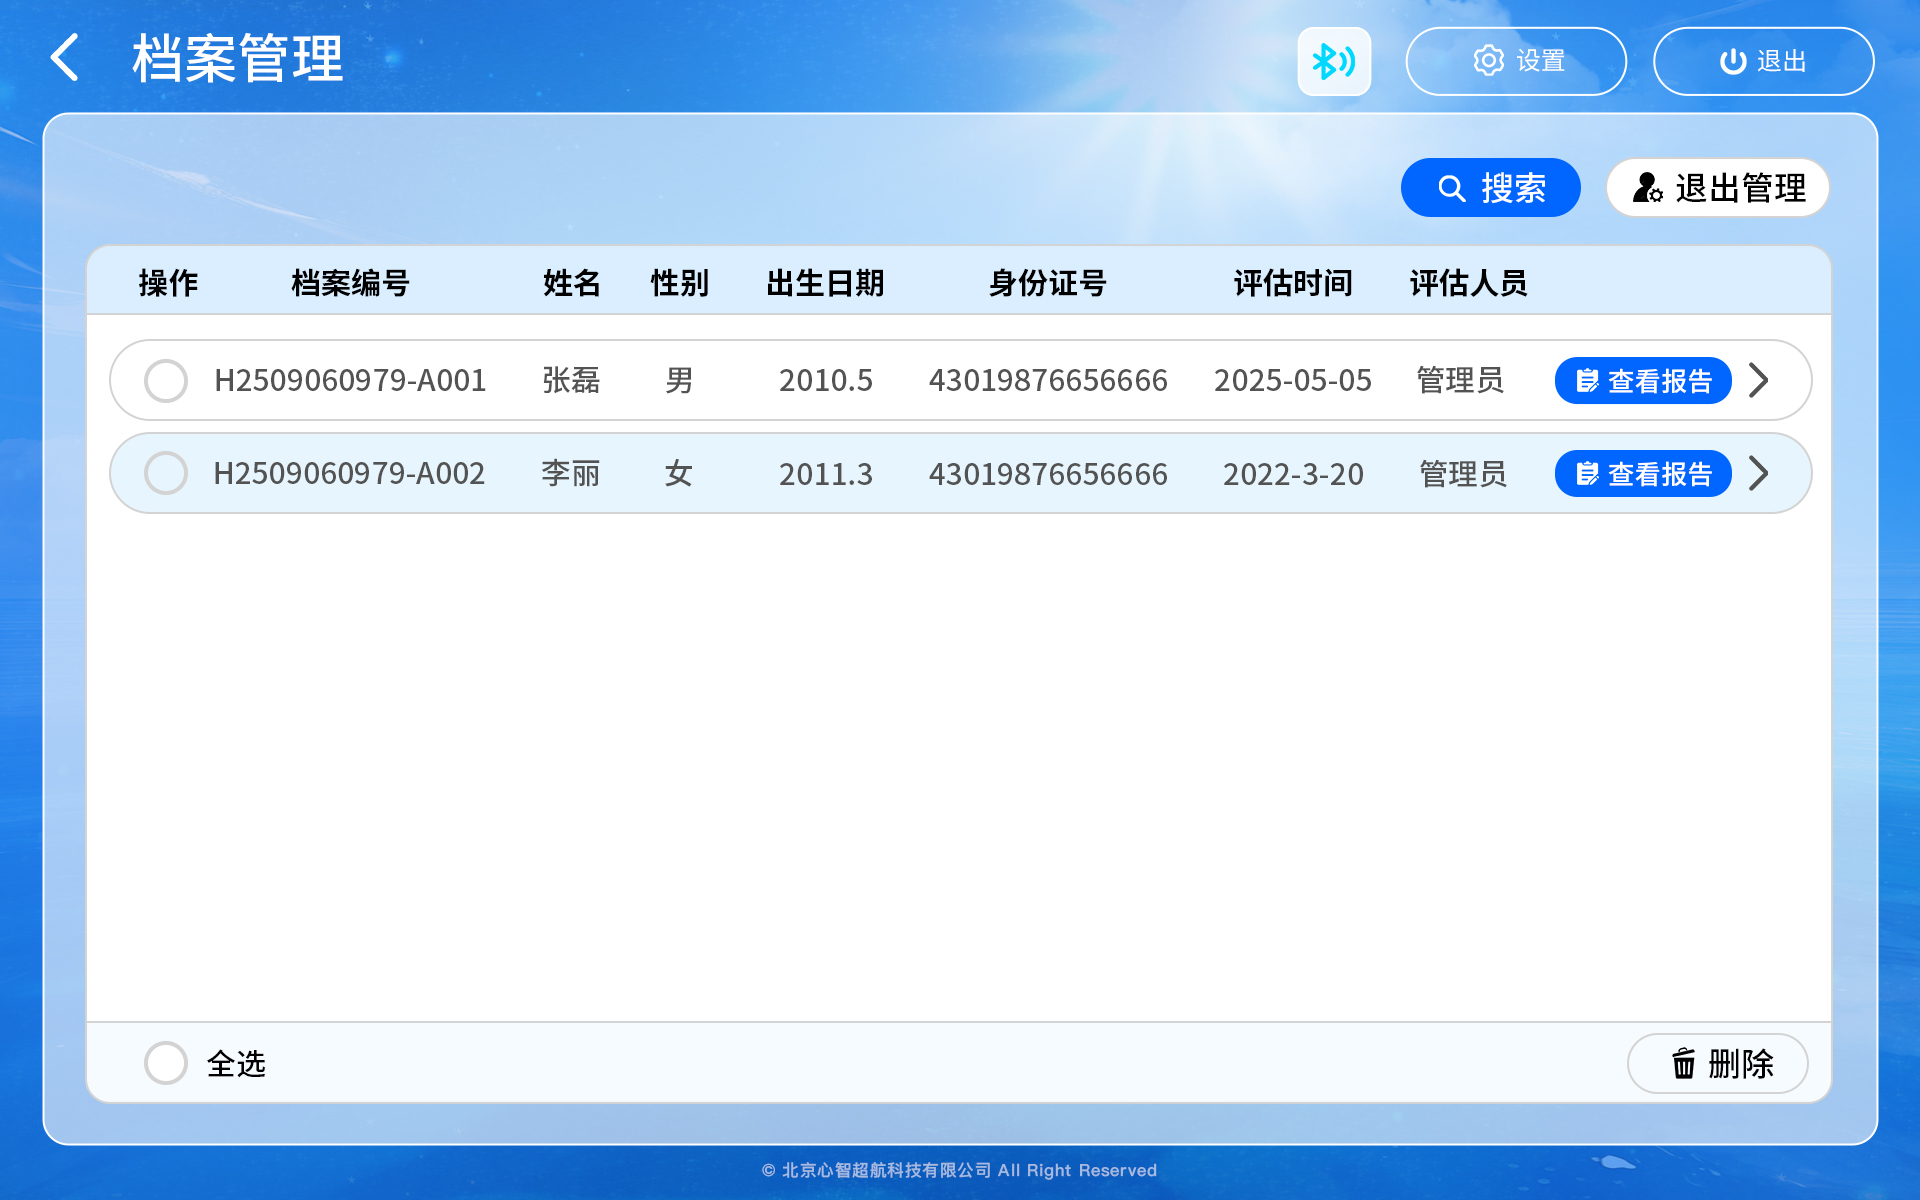 档案管理
设置
退出
搜索
退出管理
操作 档案编号 姓名 性别 出生日期 身份证号 评估时间 评估人员
H2509060979-A001 张磊 男 2010.5 43019876656666 2025-05-05 管理员 查看报告
H2509060979-A002 李丽 女 2011.3 43019876656666 2022-3-20 管理员 查看报告
全选
删除
© 北京心智超航科技有限公司 All Right Reserved